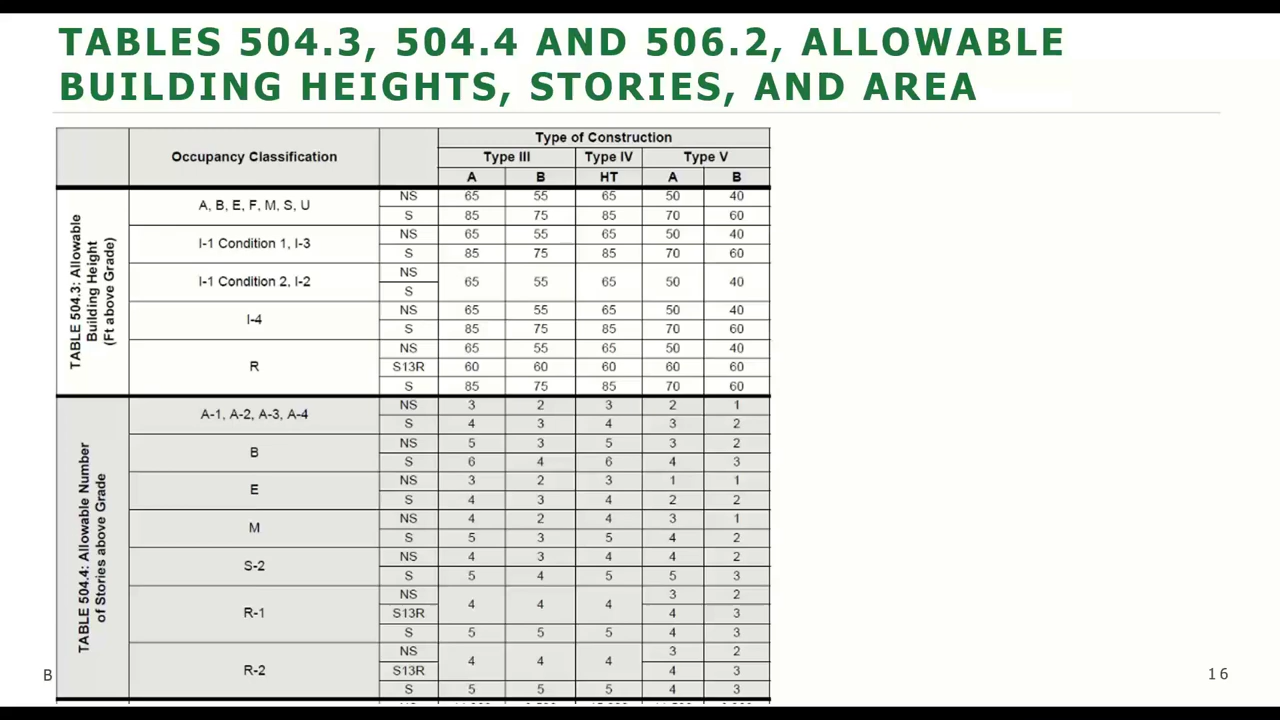 TABLES 504.3, 504.4 AND 506.2, ALLOWABLE
BUILDING HEIGHTS, STORIES, AND AREA
Type of Construction
Occupancy Classification Type III Type IV Type V
A B HT A B
TABLE 504.3: Allowable
Building Height
(Ft above Grade)
A, B, E, F, M, S, U NS 65 55 65 50 40
S 85 75 85 70 60
I-1 Condition 1, I-3 NS 65 55 65 50 40
S 85 75 85 70 60
I-1 Condition 2, I-2 NS 65 55 65 50 40
S
I-4 NS 65 55 65 50 40
S 85 75 85 70 60
R NS 65 55 65 50 40
S13R 60 60 60 60 60
S 85 75 85 70 60
TABLE 504.4: Allowable Number
of Stories above Grade
A-1, A-2, A-3, A-4 NS 3 2 3 2 1
S 4 3 4 3 2
B NS 5 3 5 3 2
S 6 4 6 4 3
E NS 3 2 3 1 1
S 4 3 4 2 2
M NS 4 2 4 3 1
S 5 3 5 4 2
S-2 NS 4 3 4 4 2
S 5 4 5 5 3
R-1 NS 4 4 4 3 2
S13R 4 3
S 5 5 5 4 3
R-2 NS 4 4 4 3 2
S13R 4 3
S 5 5 5 4 3
B
16